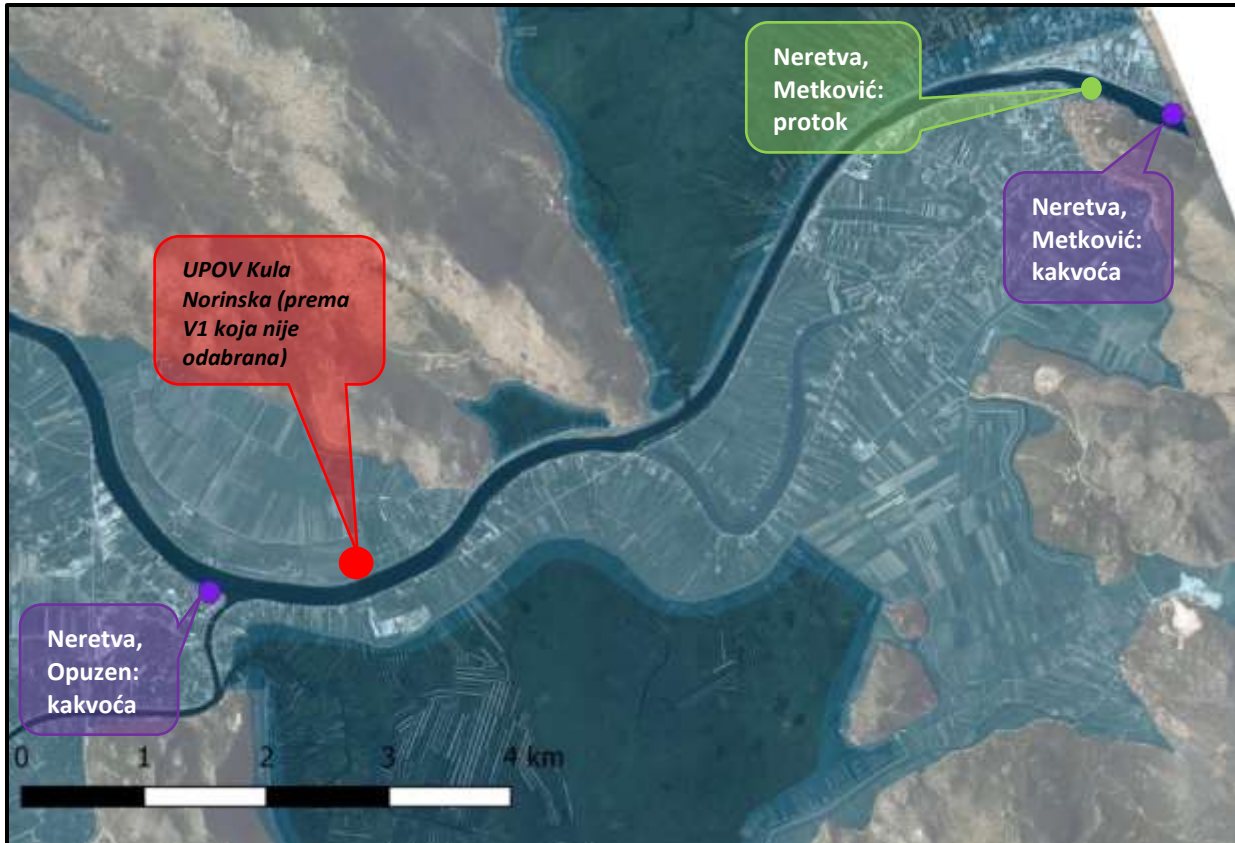 Neretva,
Metković:
protok
Neretva,
Metković:
kakvoća
UPOV Kula
Norinska (prema
V1 koja nije
odabrana)
Neretva,
Opuzen:
kakvoća
0 1 2 3 4 km